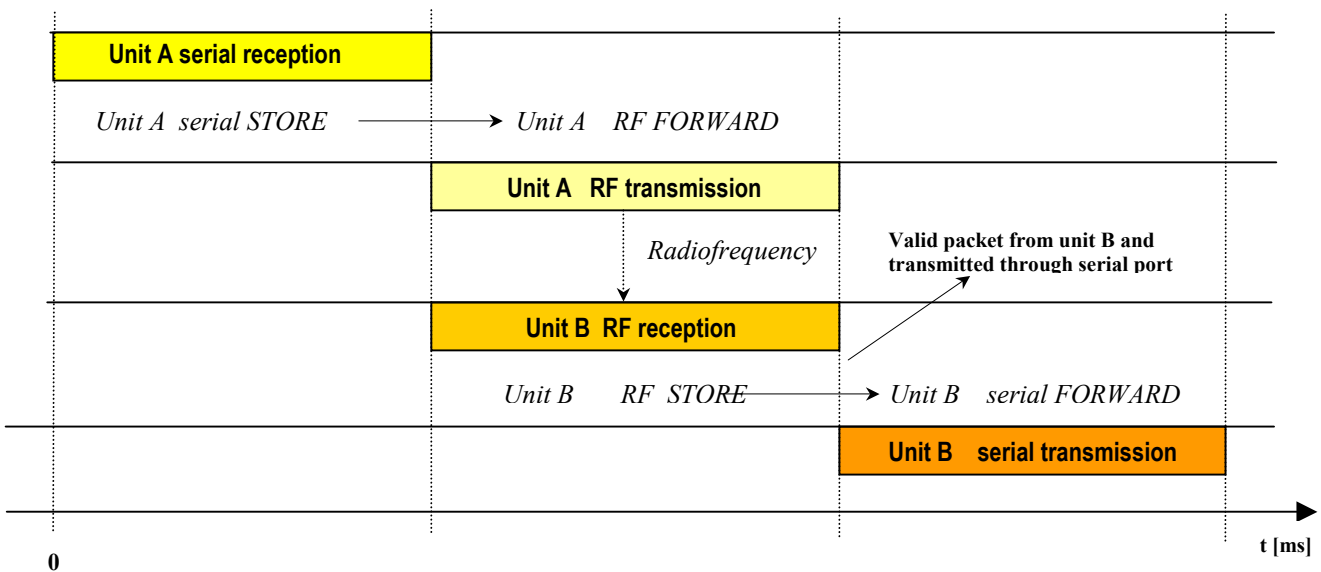 Unit A serial reception
Unit A serial STORE
Unit A RF FORWARD
Unit A RF transmission
Radiofrequency
Valid packet from unit B and
transmitted through serial port
Unit B RF reception
Unit B RF STORE
Unit B serial FORWARD
Unit B serial transmission
t [ms]
0